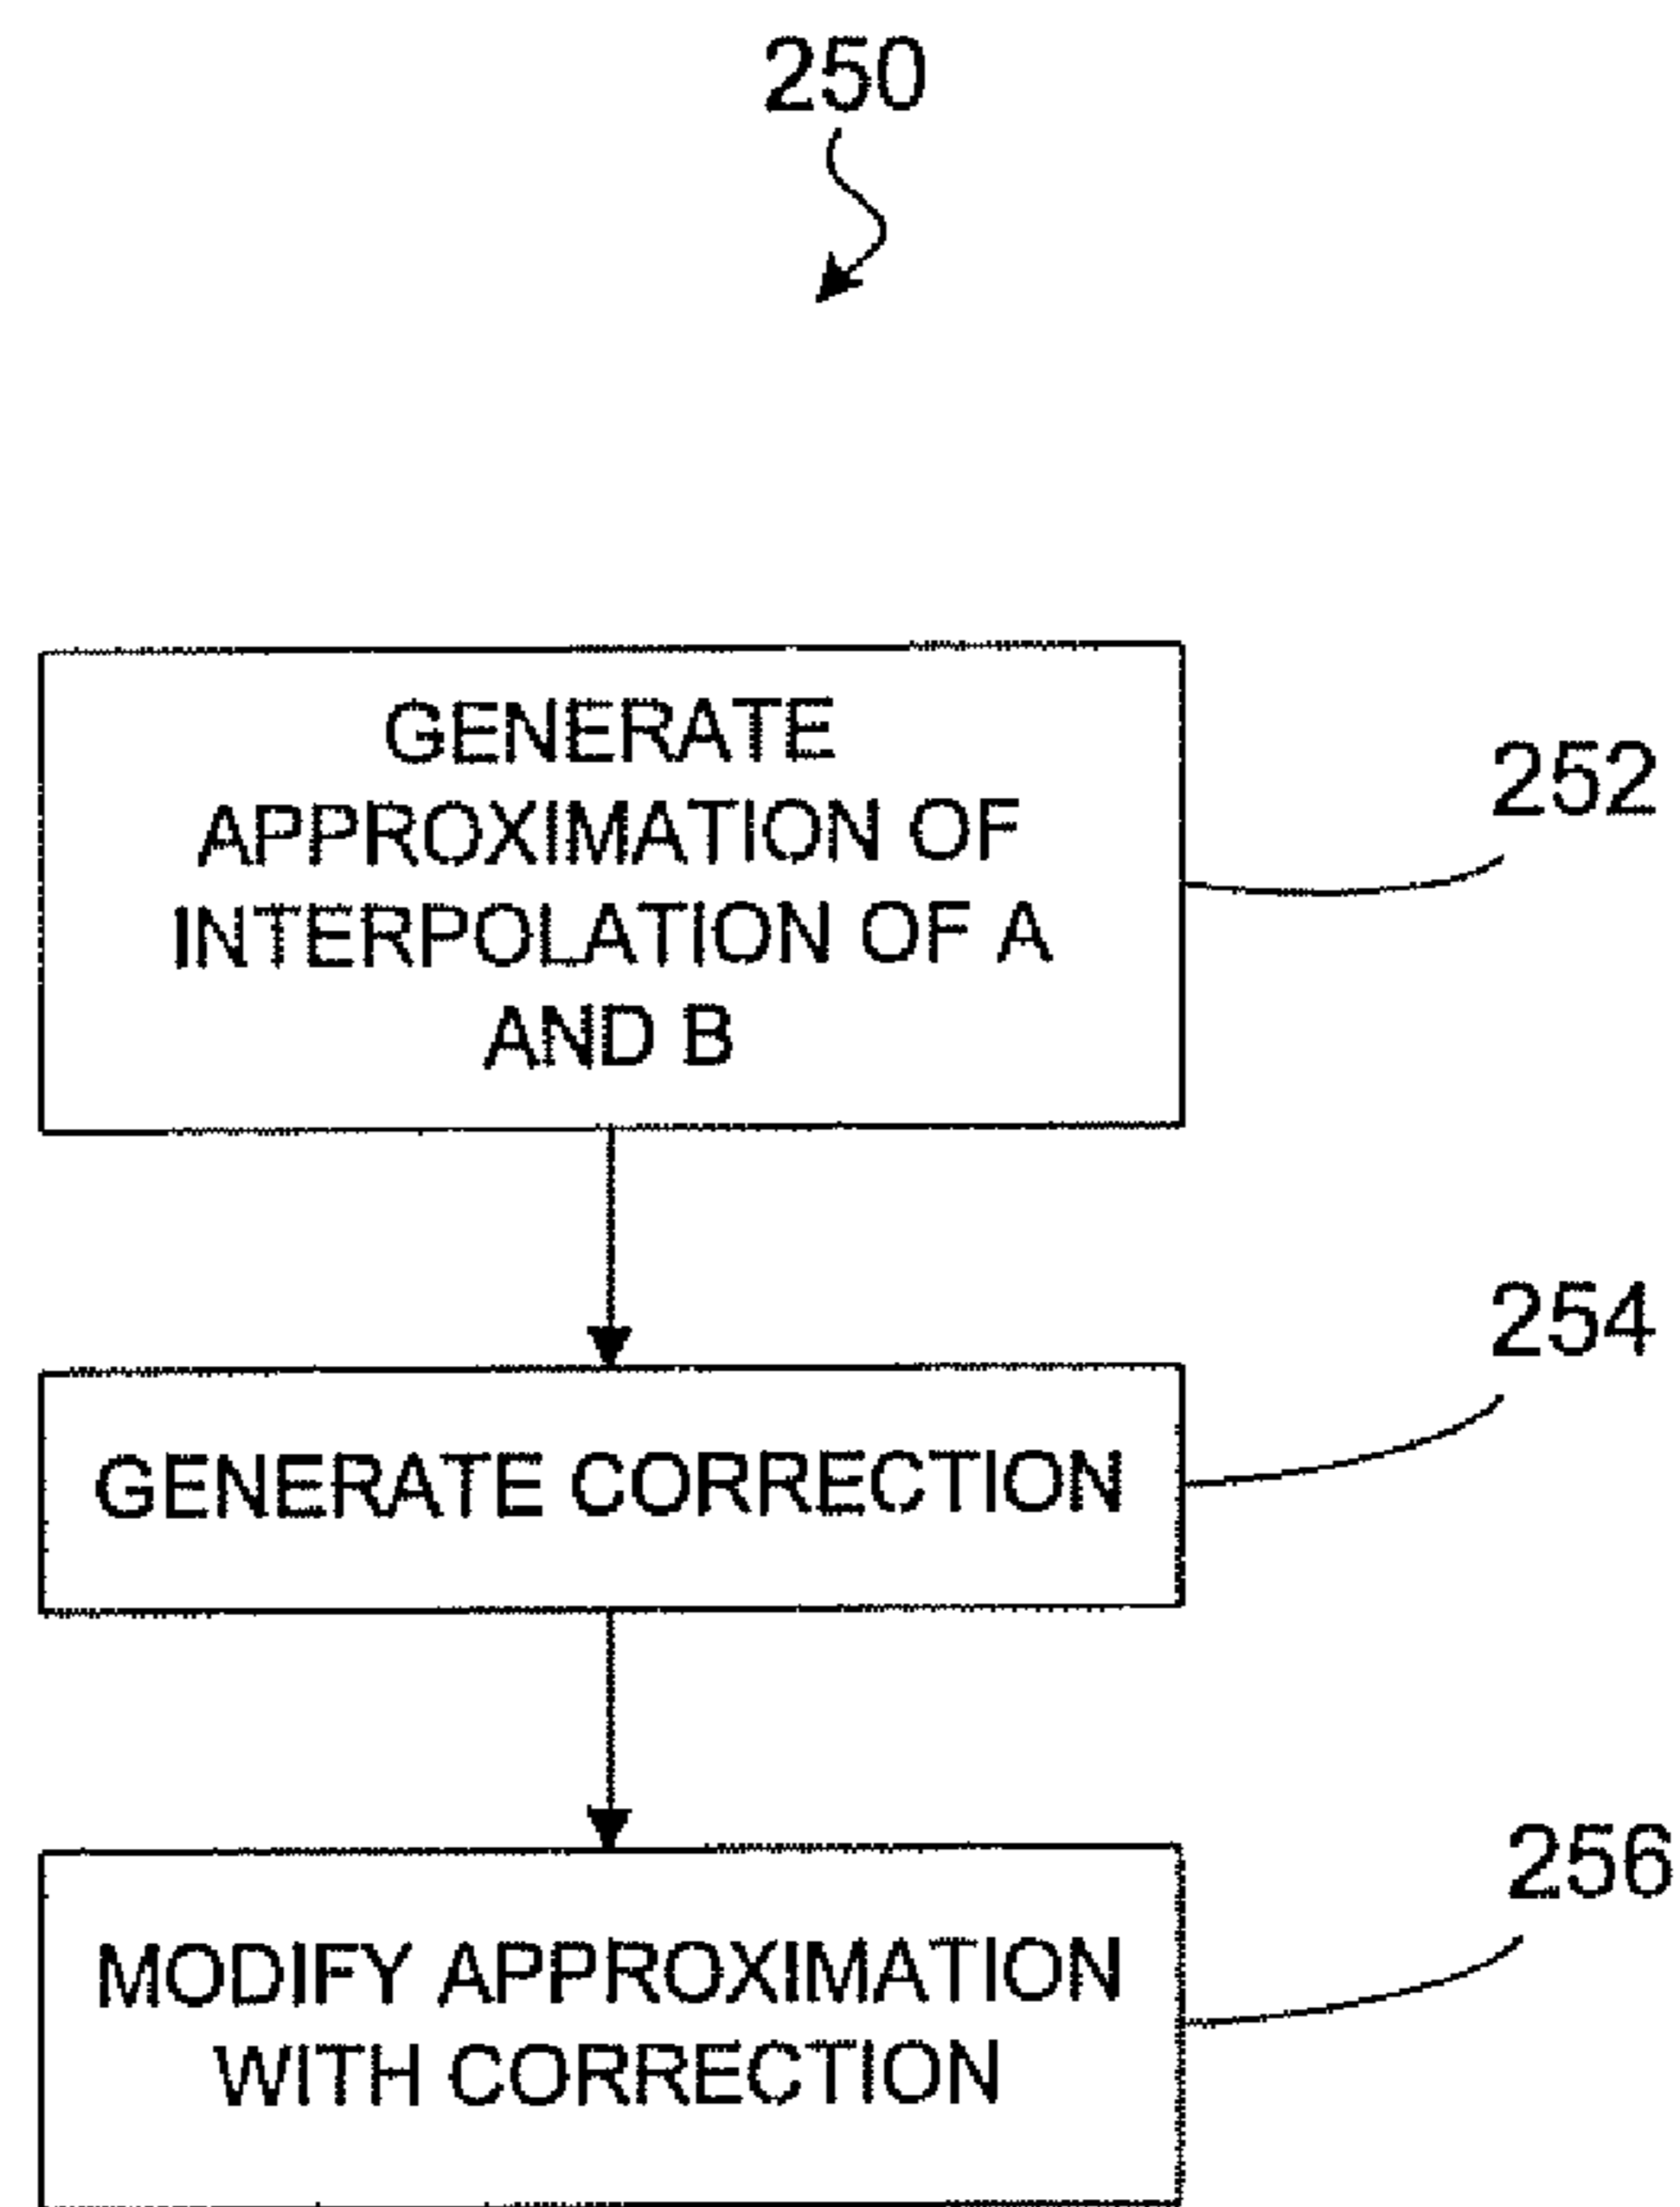 250
GENERATE
APPROXIMATION OF
INTERPOLATION OF A
AND B
252
GENERATE CORRECTION
254
MODIFY APPROXIMATION
WITH CORRECTION
256